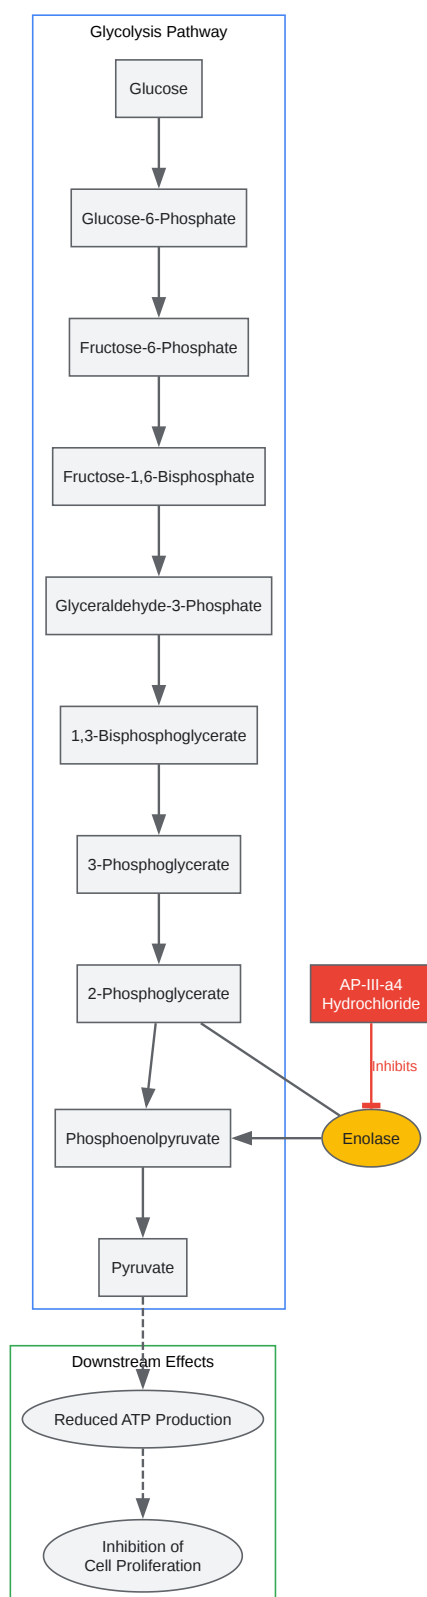 Glycolysis Pathway
Glucose
Glucose-6-Phosphate
Fructose-6-Phosphate
Fructose-1,6-Bisphosphate
Glyceraldehyde-3-Phosphate
1,3-Bisphosphoglycerate
3-Phosphoglycerate
2-Phosphoglycerate
AP-III-a4
Hydrochloride
Inhibits
Phosphoenolpyruvate
Enolase
Pyruvate
Downstream Effects
Reduced ATP Production
Inhibition of
Cell Proliferation